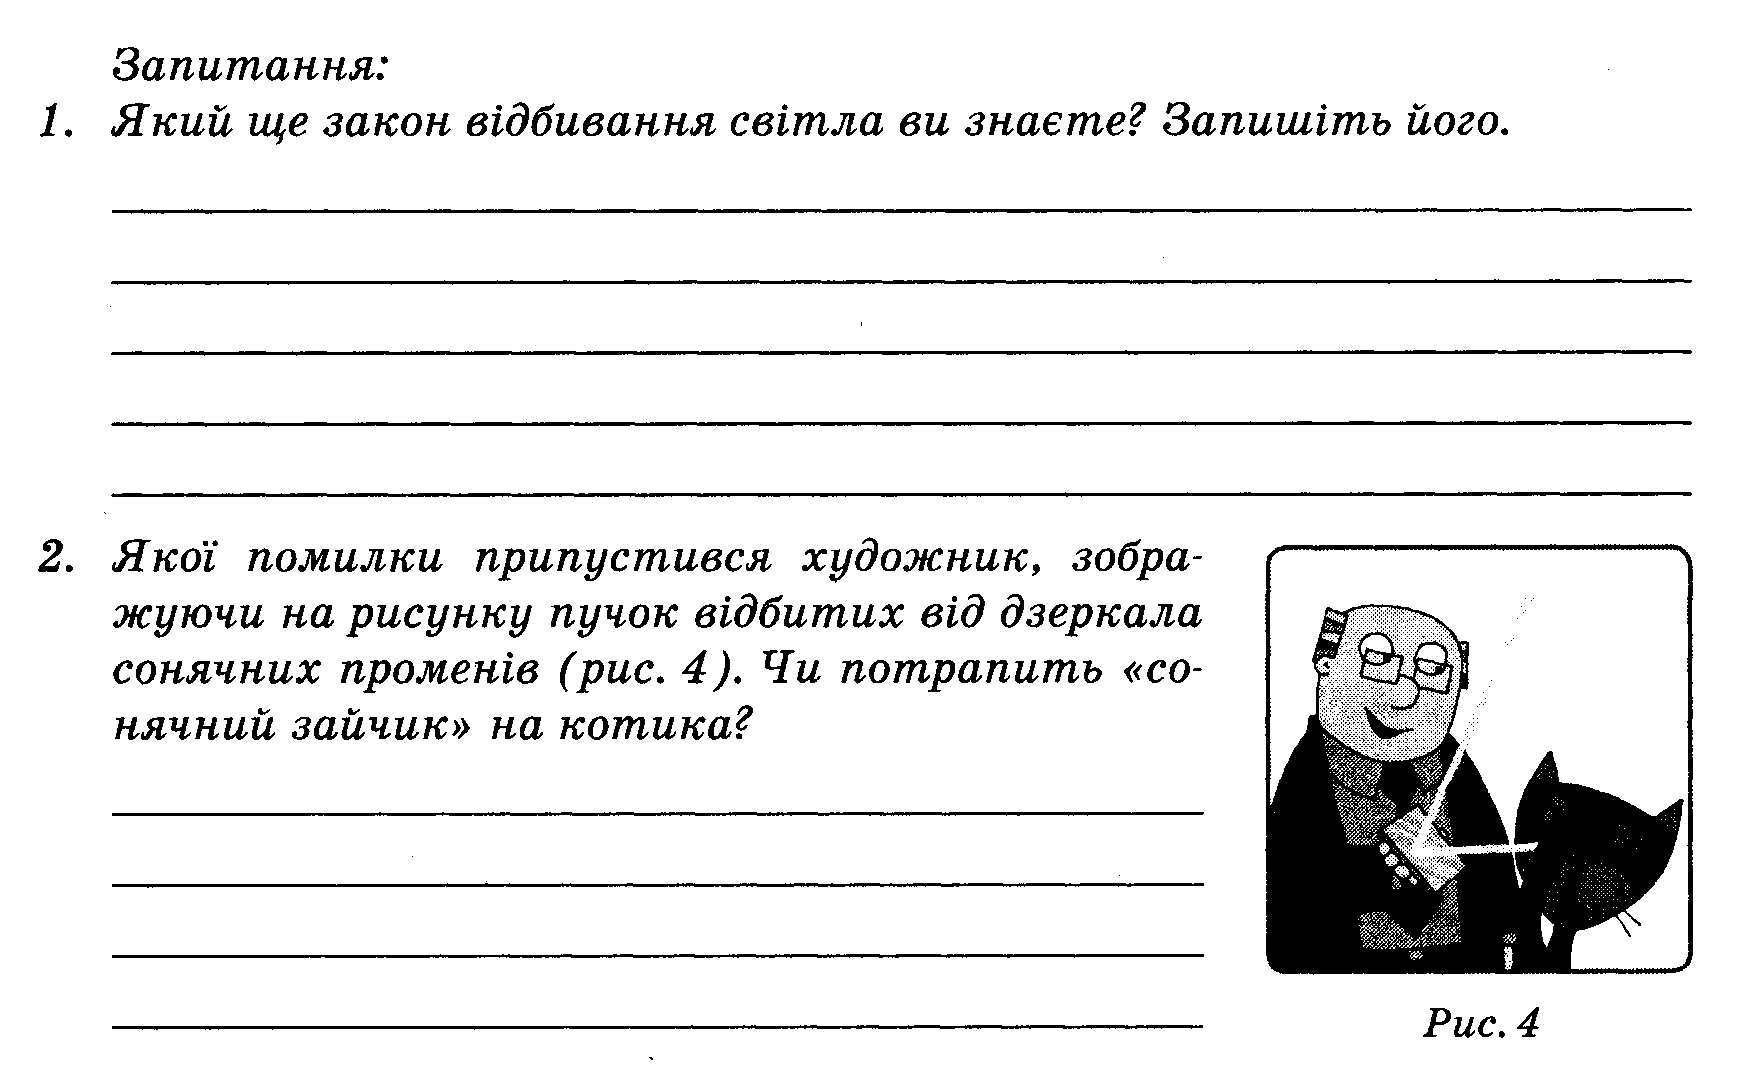 Запитання:
1. Який ще закон відбивання світла ви знаєте? Запишіть його.
2. Якої помилки припустився художник, зобра-
жуючи на рисунку пучок відбитих від дзеркала
сонячних променів (рис. 4). Чи потрапить «со-
нячний зайчик» на котика?
Рис. 4